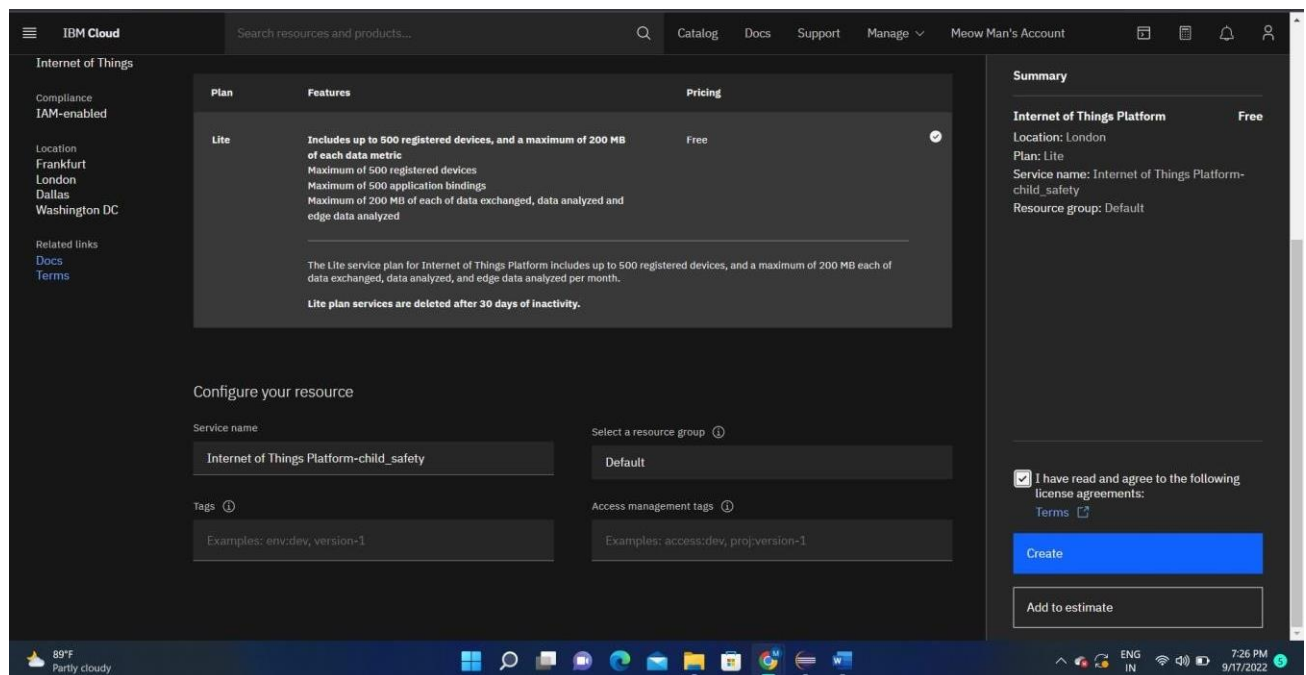 IBM Cloud
Search resources and products...
Catalog
Docs
Support
Manage
Meow Man's Account
Internet of Things
Compliance
IAM-enabled
Location
Frankfurt
London
Dallas
Washington DC
Related links
Docs
Terms
Plan
Features
Pricing
Lite
Includes up to 500 registered devices, and a maximum of 200 MB
of each data metric
Maximum of 500 registered devices
Maximum of 500 application bindings
Maximum of 200 MB of each of data exchanged, data analyzed and
edge data analyzed
Free
The Lite service plan for Internet of Things Platform includes up to 500 registered devices, and a maximum of 200 MB each of
data exchanged, data analyzed, and edge data analyzed per month.
Lite plan services are deleted after 30 days of inactivity.
Configure your resource
Service name
Internet of Things Platform-child_safety
Select a resource group
Default
Tags
Examples: env:dev, version-1
Access management tags
Examples: access:dev, proj:version-1
Summary
Internet of Things Platform Free
Location: London
Plan: Lite
Service name: Internet of Things Platform-
child_safety
Resource group: Default
I have read and agree to the following
license agreements:
Terms
Create
Add to estimate
89°F
Partly cloudy
ENG
IN
7:26 PM
9/17/2022
5